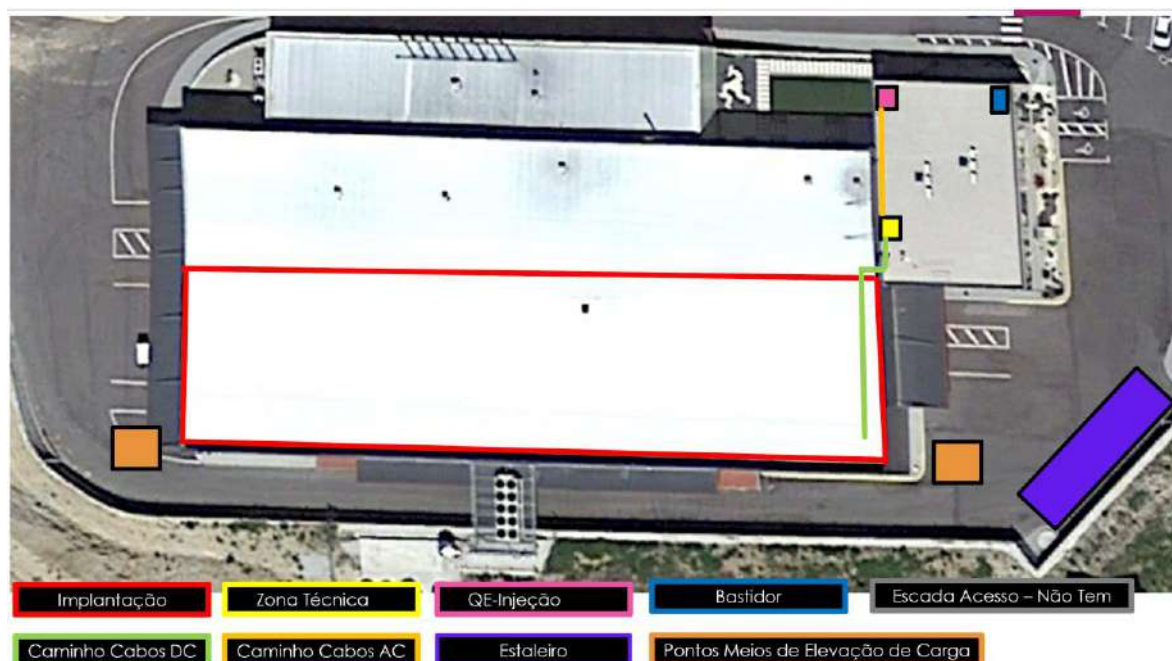 Implantação
Zona Técnica
QE-Injeção
Bastidor
Escada Acesso – Não Tem
Caminho Cabos DC
Caminho Cabos AC
Estaleiro
Pontos Meios de Elevação de Carga